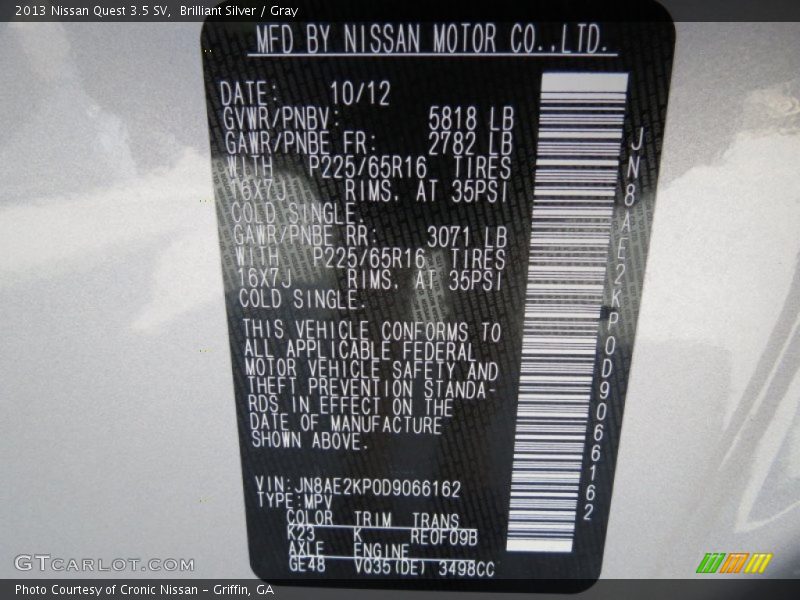 2013 Nissan Quest 3.5 SV,  Brilliant Silver / Gray
MFD BY NISSAN MOTOR CO.,LTD.
DATE: 10/12
GVWR/PNBV: 5818 LB
GAWR/PNBE FR: 2782 LB
WITH P225/65R16 TIRES
16X7J RIMS, AT 35PSI
COLD SINGLE.
GAWR/PNBE RR: 3071 LB
WITH P225/65R16 TIRES
16X7J RIMS, AT 35PSI
COLD SINGLE.
THIS VEHICLE CONFORMS TO
ALL APPLICABLE FEDERAL
MOTOR VEHICLE SAFETY AND
THEFT PREVENTION STANDA-
RDS IN EFFECT ON THE
DATE OF MANUFACTURE
SHOWN ABOVE.
VIN:JN8AE2KP0D9066162
TYPE:MPV
COLOR TRIM TRANS
K23 K RE0F09B
AXLE ENGINE
GE48 VQ35(DE) 3498CC
JN8AE2KP0D9066162
GTCARLOT.COM
Photo Courtesy of Cronic Nissan - Griffin, GA